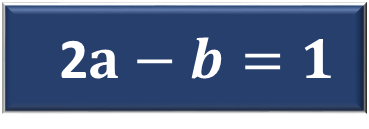 2a − b = 1